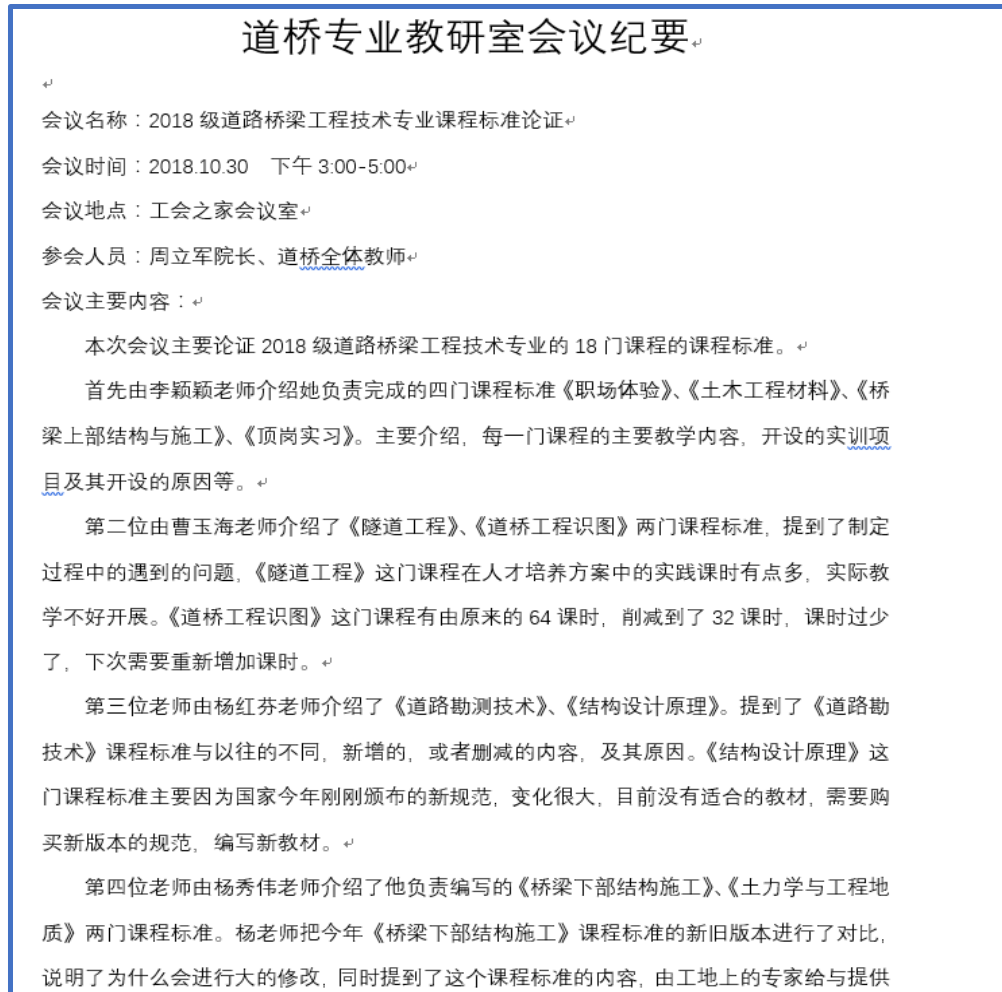 道桥专业教研室会议纪要
会议名称：2018 级道路桥梁工程技术专业课程标准论证
会议时间：2018.10.30 下午 3:00-5:00
会议地点：工会之家会议室
参会人员：周立军院长、道桥全体教师
会议主要内容：
本次会议主要论证 2018 级道路桥梁工程技术专业的 18 门课程的课程标准。
首先由李颖颖老师介绍她负责完成的四门课程标准《职场体验》、《土木工程材料》、《桥
梁上部结构与施工》、《顶岗实习》。主要介绍，每一门课程的主要教学内容，开设的实训项
目及其开设的原因等。
第二位由曹玉海老师介绍了《隧道工程》、《道桥工程识图》两门课程标准，提到了制定
过程中的遇到的问题，《隧道工程》这门课程在人才培养方案中的实践课时有点多，实际教
学不好开展。《道桥工程识图》这门课程有由原来的 64 课时，削减到了 32 课时，课时过少
了，下次需要重新增加课时。
第三位老师由杨红芬老师介绍了《道路勘测技术》、《结构设计原理》。提到了《道路勘
技术》课程标准与以往的不同，新增的，或者删减的内容，及其原因。《结构设计原理》这
门课程标准主要因为国家今年刚刚颁布的新规范，变化很大，目前没有适合的教材，需要购
买新版本的规范，编写新教材。
第四位老师由杨秀伟老师介绍了他负责编写的《桥梁下部结构施工》、《土力学与工程地
质》两门课程标准。杨老师把今年《桥梁下部结构施工》课程标准的新旧版本进行了对比，
说明了为什么会进行大的修改，同时提到了这个课程标准的内容，由工地上的专家给与提供